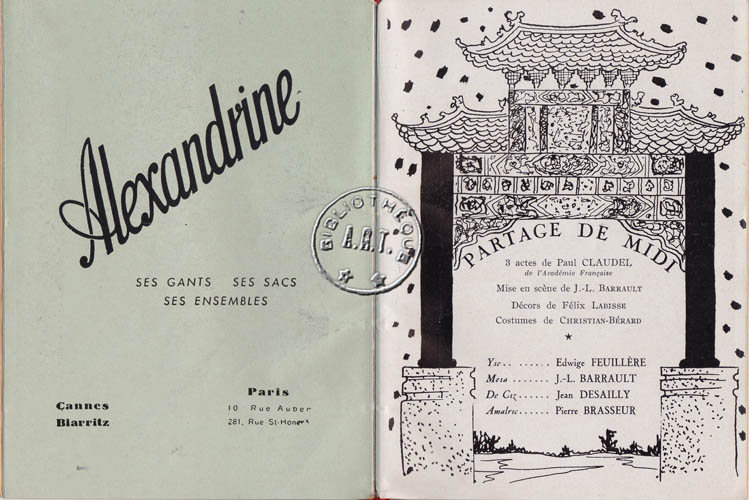 Alexandrine
SES GANTS SES SACS
SES ENSEMBLES
Cannes
Biarritz
Paris
10 Rue Auber
281, Rue St-Honoré
BIBLIOTHÈQUE
A.R.T.
PARTAGE DE MIDI
3 actes de Paul CLAUDEL
de l'Académie Française
Mise en scène de J.-L. BARRAULT
Décors de Félix LABISSE
Costumes de CHRISTIAN-BÉRARD
Yse........ Edwige FEUILLÈRE
Mesa....... J.-L. BARRAULT
De Ciz..... Jean DESAILLY
Amalric.... Pierre BRASSEUR